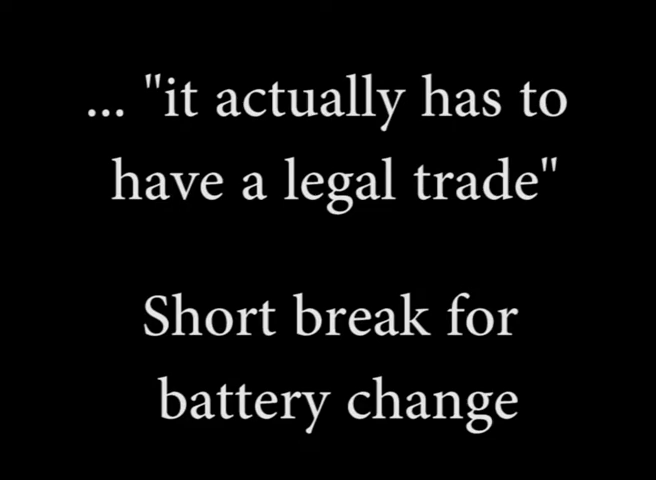 ... "it actually has to
have a legal trade"
Short break for
battery change